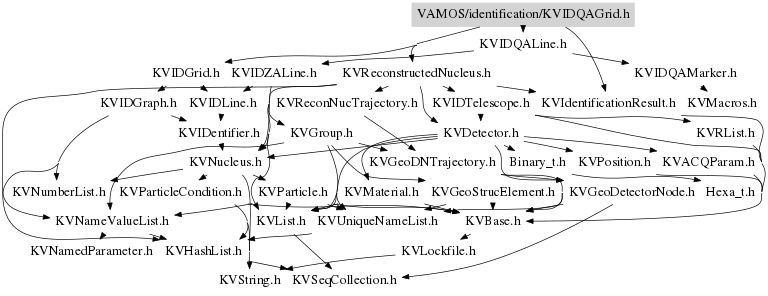 VAMOS/identification/KVIDQAGrid.h
KVIDQALine.h
KVIDGrid.h
KVIDZALine.h
KVReconstructedNucleus.h
KVIDQAMarker.h
KVIDGraph.h
KVIDLine.h
KVReconNucTrajectory.h
KVIDTelescope.h
KVIdentificationResult.h
KVMacros.h
KVIDentifier.h
KVGroup.h
KVDetector.h
KVRList.h
KVNucleus.h
KVGeoDNTrajectory.h
Binary_t.h
KVPosition.h
KVACQParam.h
KVNumberList.h
KVParticleCondition.h
KVParticle.h
KVMaterial.h
KVGeoStrucElement.h
KVGeoDetectorNode.h
Hexa_t.h
KVNameValueList.h
KVList.h
KVUniqueNameList.h
KVBase.h
KVNamedParameter.h
KVHashList.h
KVLockfile.h
KVString.h
KVSeqCollection.h